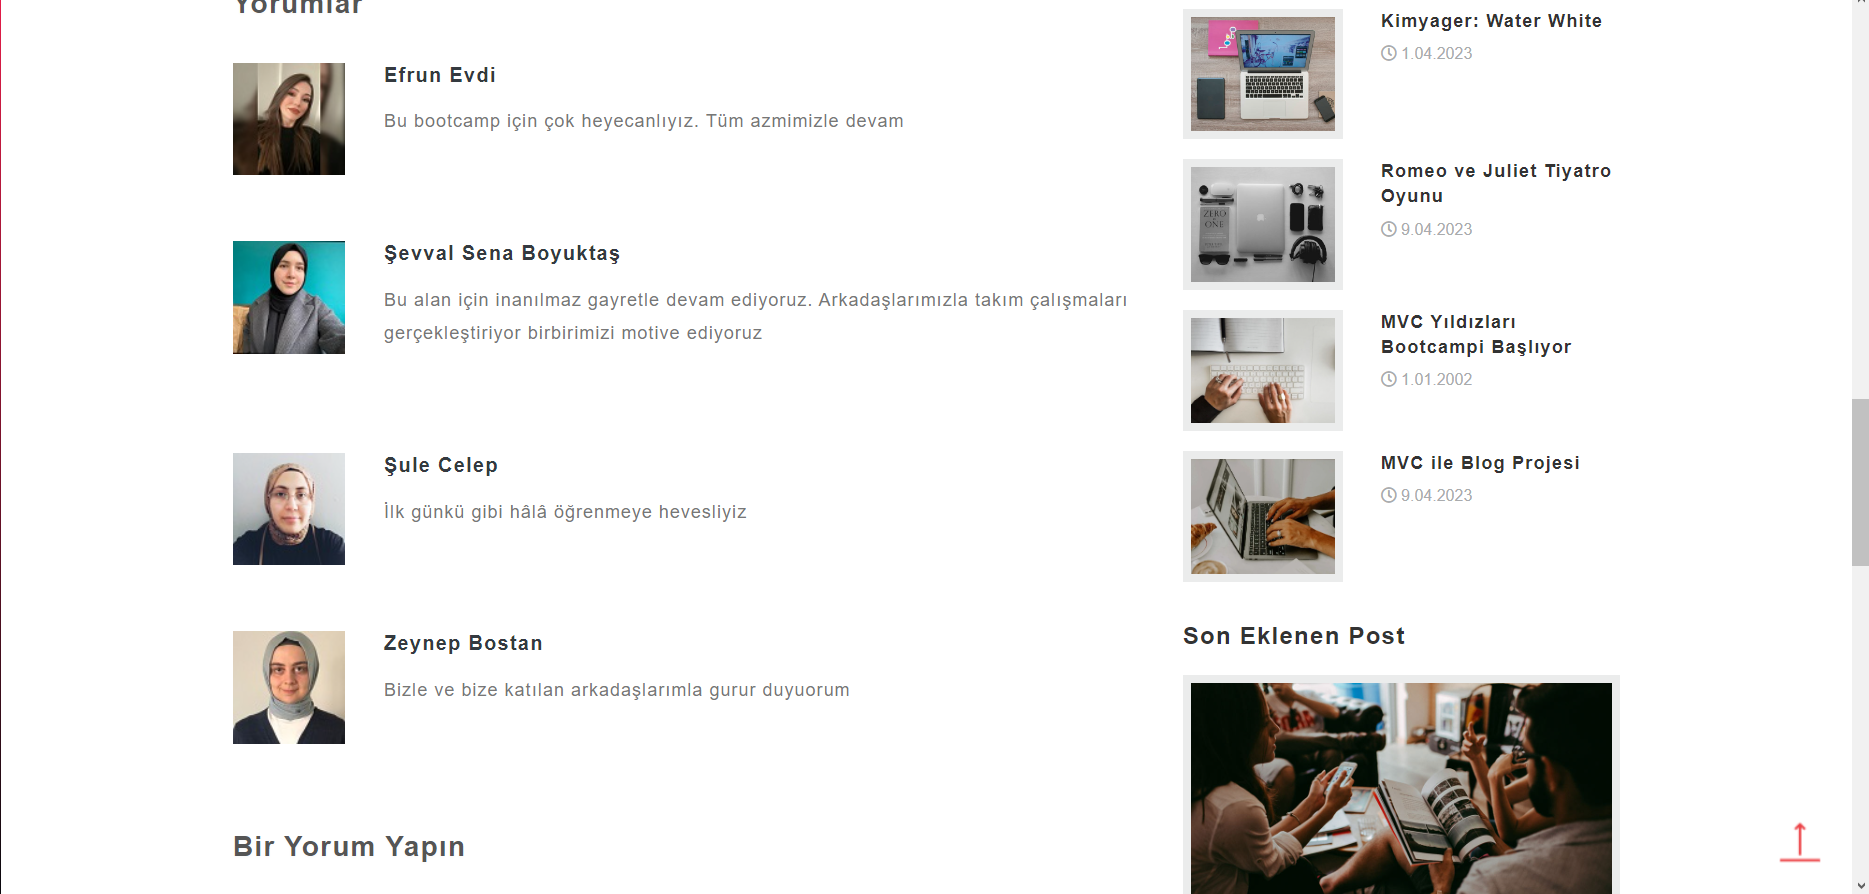 Yorumlar
Efrun Evdi
Bu bootcamp için çok heyecanlıyız. Tüm azmimizle devam
Şevval Sena Boyuktaş
Bu alan için inanılmaz gayretle devam ediyoruz. Arkadaşlarımızla takım çalışmaları
gerçekleştiriyor birbirimizi motive ediyoruz
Şule Celep
İlk günkü gibi hâlâ öğrenmeye hevesliyiz
Zeynep Bostan
Bizle ve bize katılan arkadaşlarımla gurur duyuorum
Bir Yorum Yapın
Kimyager: Water White
1.04.2023
Romeo ve Juliet Tiyatro
Oyunu
9.04.2023
ZERO
ONE
MVC Yıldızları
Bootcampi Başlıyor
1.01.2002
MVC ile Blog Projesi
9.04.2023
Son Eklenen Post